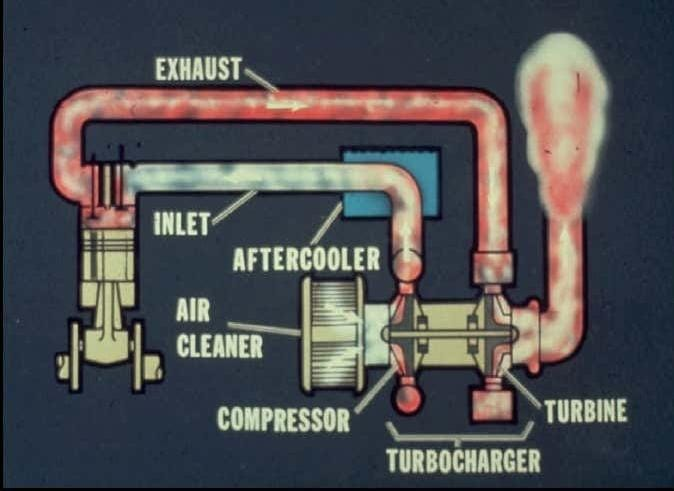 EXHAUST
INLET
AFTERCOOLER
AIR
CLEANER
COMPRESSOR
TURBINE
TURBOCHARGER